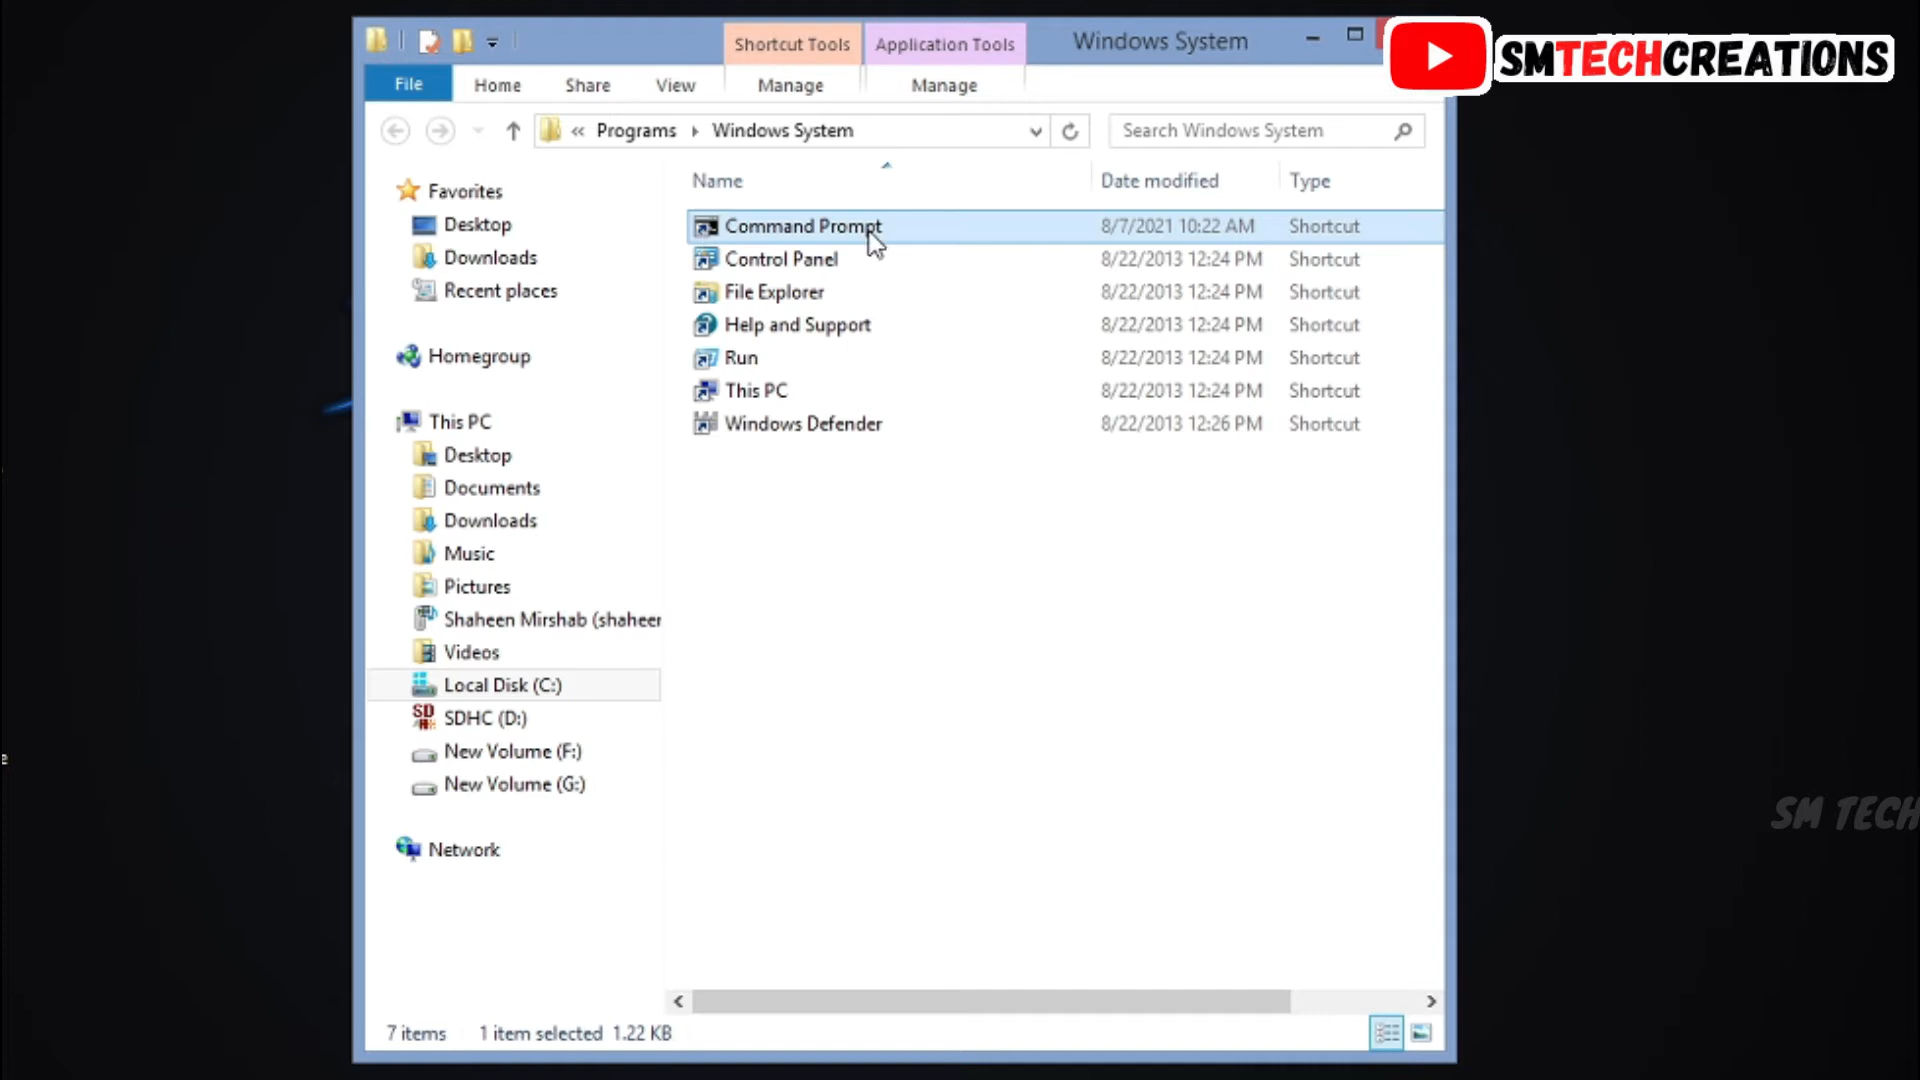 Shortcut Tools Application Tools Windows System
SMTECHCREATIONS
File Home Share View Manage Manage
« Programs Windows System Search Windows System
Name Date modified Type
Favorites
Desktop
Downloads
Recent places
Homegroup
This PC
Desktop
Documents
Downloads
Music
Pictures
Shaheen Mirshab (shaheer
Videos
Local Disk (C:)
SDHC (D:)
New Volume (F:)
New Volume (G:)
Network
Command Prompt 8/7/2021 10:22 AM Shortcut
Control Panel 8/22/2013 12:24 PM Shortcut
File Explorer 8/22/2013 12:24 PM Shortcut
Help and Support 8/22/2013 12:24 PM Shortcut
Run 8/22/2013 12:24 PM Shortcut
This PC 8/22/2013 12:24 PM Shortcut
Windows Defender 8/22/2013 12:26 PM Shortcut
SM TECH
7 items 1 item selected 1.22 KB